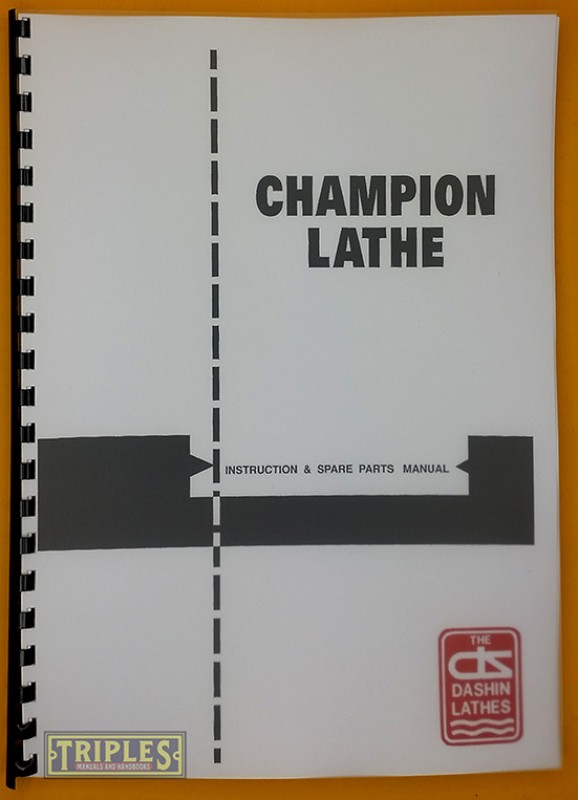 CHAMPION
LATHE
INSTRUCTION & SPARE PARTS MANUAL
THE
DASHIN
LATHES
TRIPLES
MANUALS AND HANDBOOKS